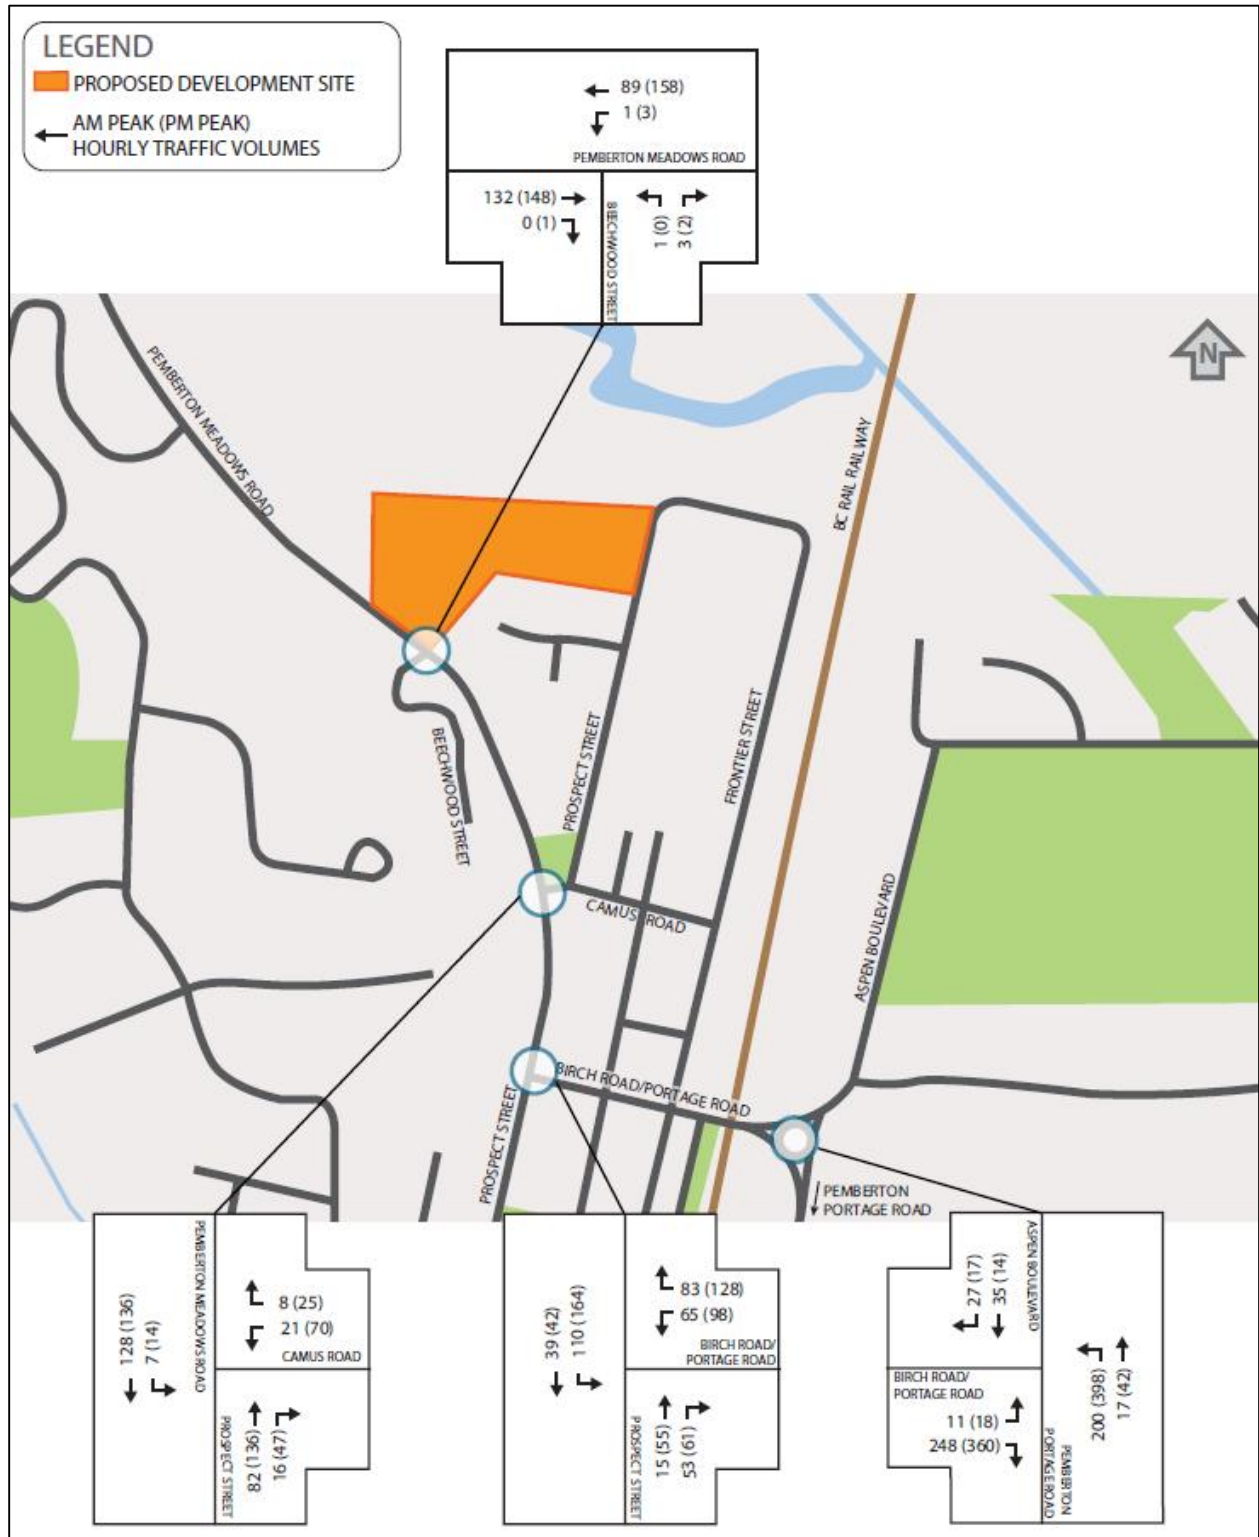 LEGEND
PROPOSED DEVELOPMENT SITE
AM PEAK (PM PEAK)
HOURLY TRAFFIC VOLUMES
89 (158)
1 (3)
PEMBERTON MEADOWS ROAD
132 (148)
0 (1)
BEECHWOOD STREET
1 (0)
3 (2)
N
PEMBERTON MEADOWS ROAD
BC RAIL RAILWAY
BEECHWOOD STREET
PROSPECT STREET
FRONTIER STREET
CAMUS ROAD
ASPEN BOULEVARD
BIRCH ROAD/PORTAGE ROAD
PROSPECT STREET
PEMBERTON
PORTAGE ROAD
128 (136)
7 (14)
PEMBERTON MEADOWS ROAD
8 (25)
21 (70)
CAMUS ROAD
PROSPECT STREET
82 (136)
16 (47)
39 (42)
110 (164)
83 (128)
65 (98)
BIRCH ROAD/
PORTAGE ROAD
PROSPECT STREET
15 (55)
53 (61)
27 (17)
35 (14)
ASPEN BOULEVARD
BIRCH ROAD/
PORTAGE ROAD
11 (18)
248 (360)
PEMBERTON
PORTAGE ROAD
200 (398)
17 (42)